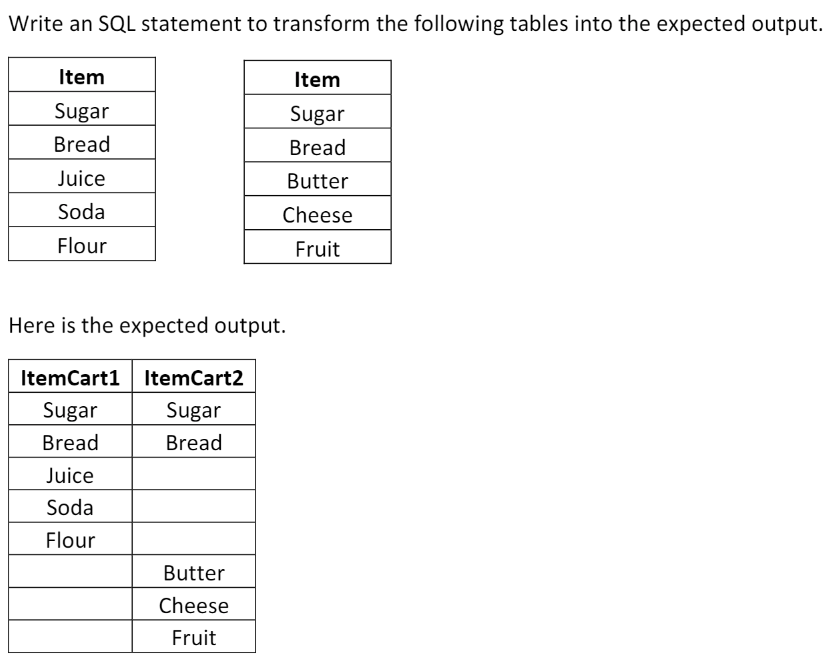 Write an SQL statement to transform the following tables into the expected output.
Item
Sugar
Bread
Juice
Soda
Flour
Item
Sugar
Bread
Butter
Cheese
Fruit
Here is the expected output.
ItemCart1 ItemCart2
Sugar Sugar
Bread Bread
Juice
Soda
Flour
Butter
Cheese
Fruit